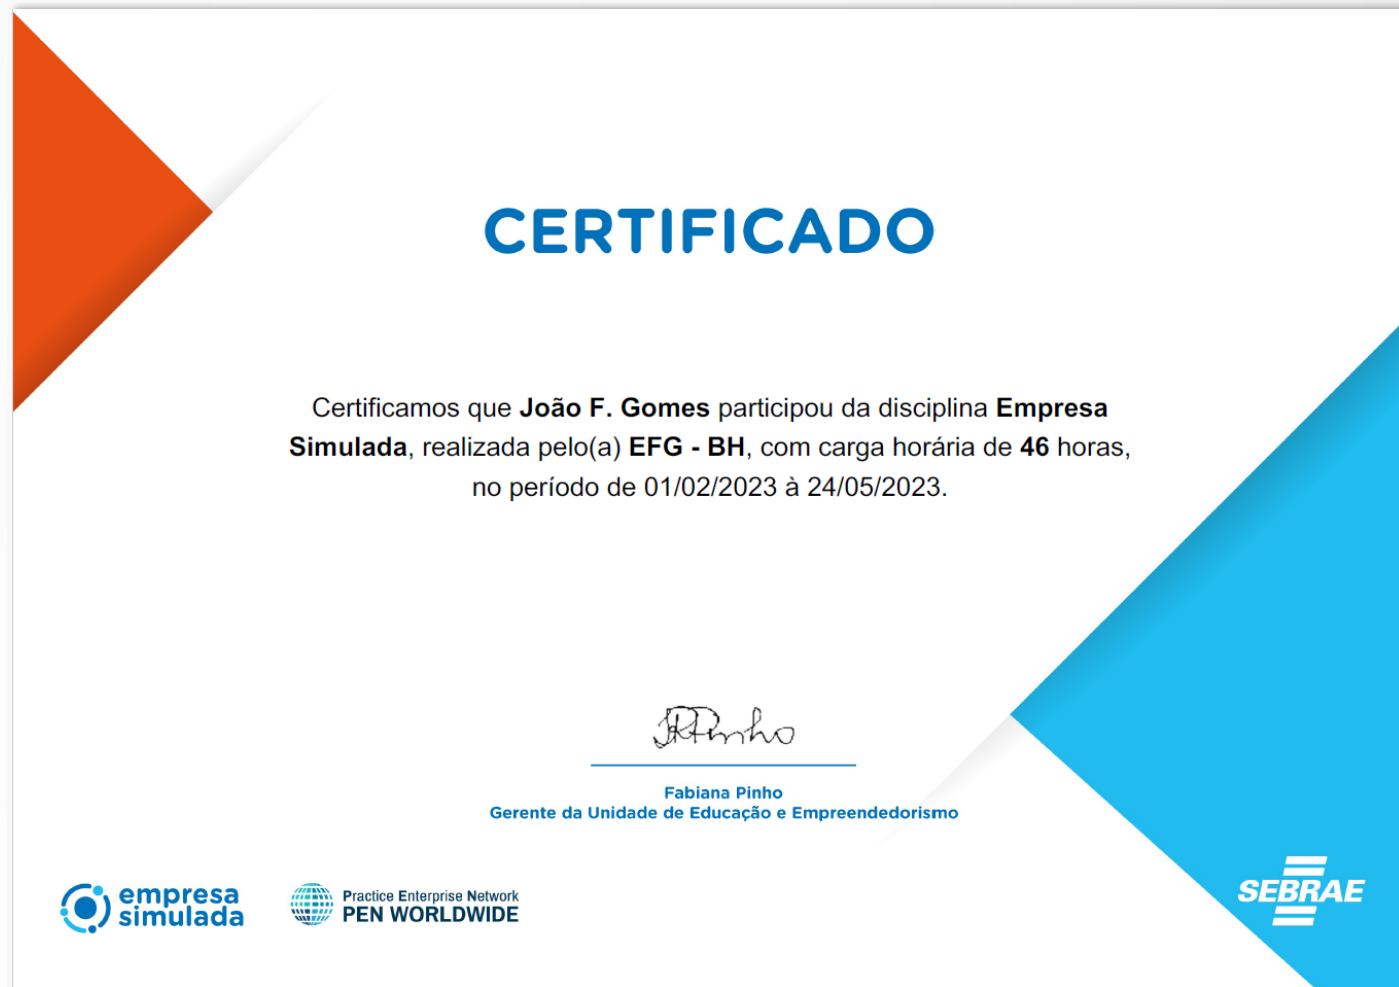 CERTIFICADO
Certificamos que João F. Gomes participou da disciplina Empresa
Simulada, realizada pelo(a) EFG - BH, com carga horária de 46 horas,
no período de 01/02/2023 à 24/05/2023.
Fabiana Pinho
Gerente da Unidade de Educação e Empreendedorismo
empresa
simulada
Practice Enterprise Network
PEN WORLDWIDE
SEBRAE